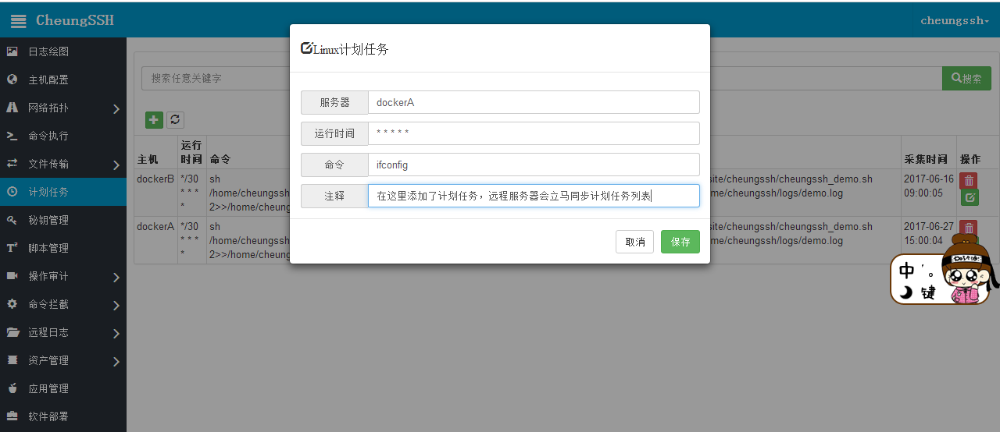 CheungSSH
cheungssh
日志绘图
主机配置
网络拓扑
命令执行
文件传输
计划任务
秘钥管理
脚本管理
操作审计
命令拦截
远程日志
资产管理
应用管理
软件部署
搜索任意关键字
搜索
主机
运行
时间
命令
采集时间
操作
dockerB
*/30
* * *
*
sh
/home/cheungssh
2>>/home/cheung
site/cheungssh/cheungssh_demo.sh
me/cheungssh/logs/demo.log
2017-06-16
09:00:05
dockerA
*/30
* * *
*
sh
/home/cheungssh
2>>/home/cheung
site/cheungssh/cheungssh_demo.sh
me/cheungssh/logs/demo.log
2017-06-27
15:00:04
Linux计划任务
服务器 dockerA
运行时间 * * * * *
命令 ifconfig
注释 在这里添加了计划任务，远程服务器会立马同步计划任务列表
取消 保存
中 ’。
键